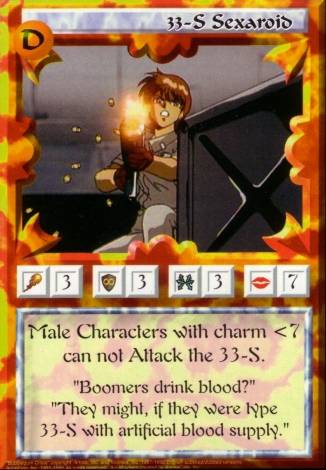 33-S Sexaroid
D
3
3
3
7
Male Characters with charm <7
can not Attack the 33-S.
"Boomers drink blood?"
"They might, if they were type
33-S with artificial blood supply."